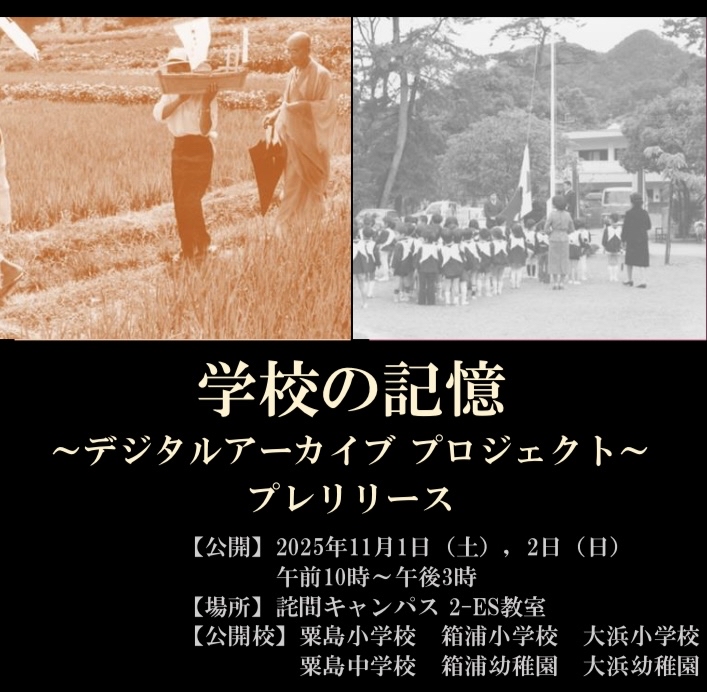 学校の記憶
～デジタルアーカイブ プロジェクト～
プレリリース
【公開】2025年11月1日（土），2日（日）
午前10時～午後3時
【場所】詫間キャンパス 2-ES教室
【公開校】粟島小学校　箱浦小学校　大浜小学校
粟島中学校　箱浦幼稚園　大浜幼稚園